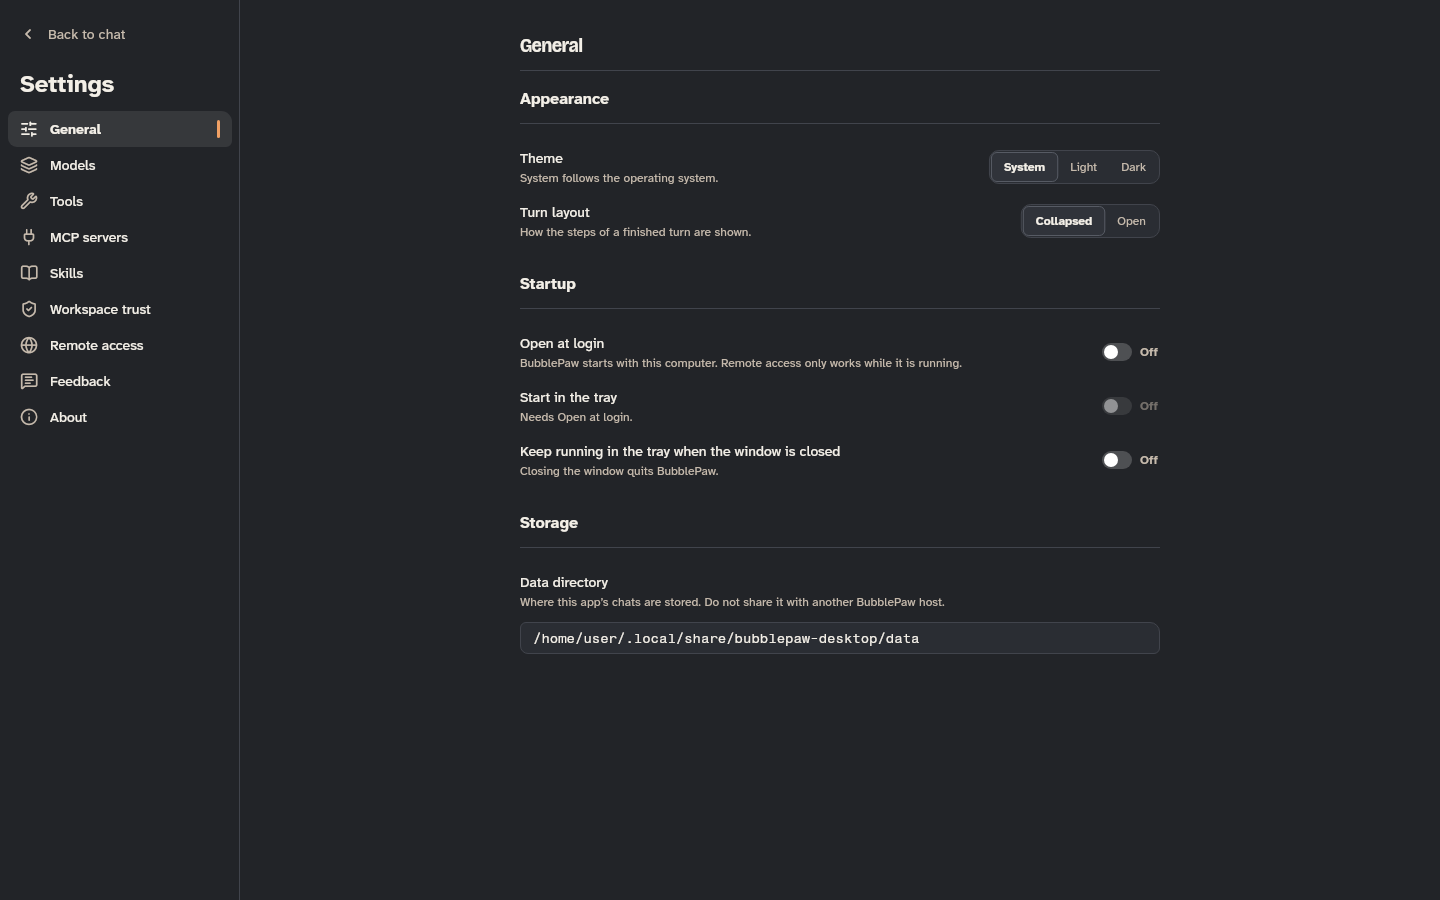 Back to chat
Settings
General
Models
Tools
MCP servers
Skills
Workspace trust
Remote access
Feedback
About
General
Appearance
Theme
System follows the operating system.
System Light Dark
Turn layout
How the steps of a finished turn are shown.
Collapsed Open
Startup
Open at login
BubblePaw starts with this computer. Remote access only works while it is running.
Off
Start in the tray
Needs Open at login.
Off
Keep running in the tray when the window is closed
Closing the window quits BubblePaw.
Off
Storage
Data directory
Where this app's chats are stored. Do not share it with another BubblePaw host.
/home/user/.local/share/bubblepaw-desktop/data